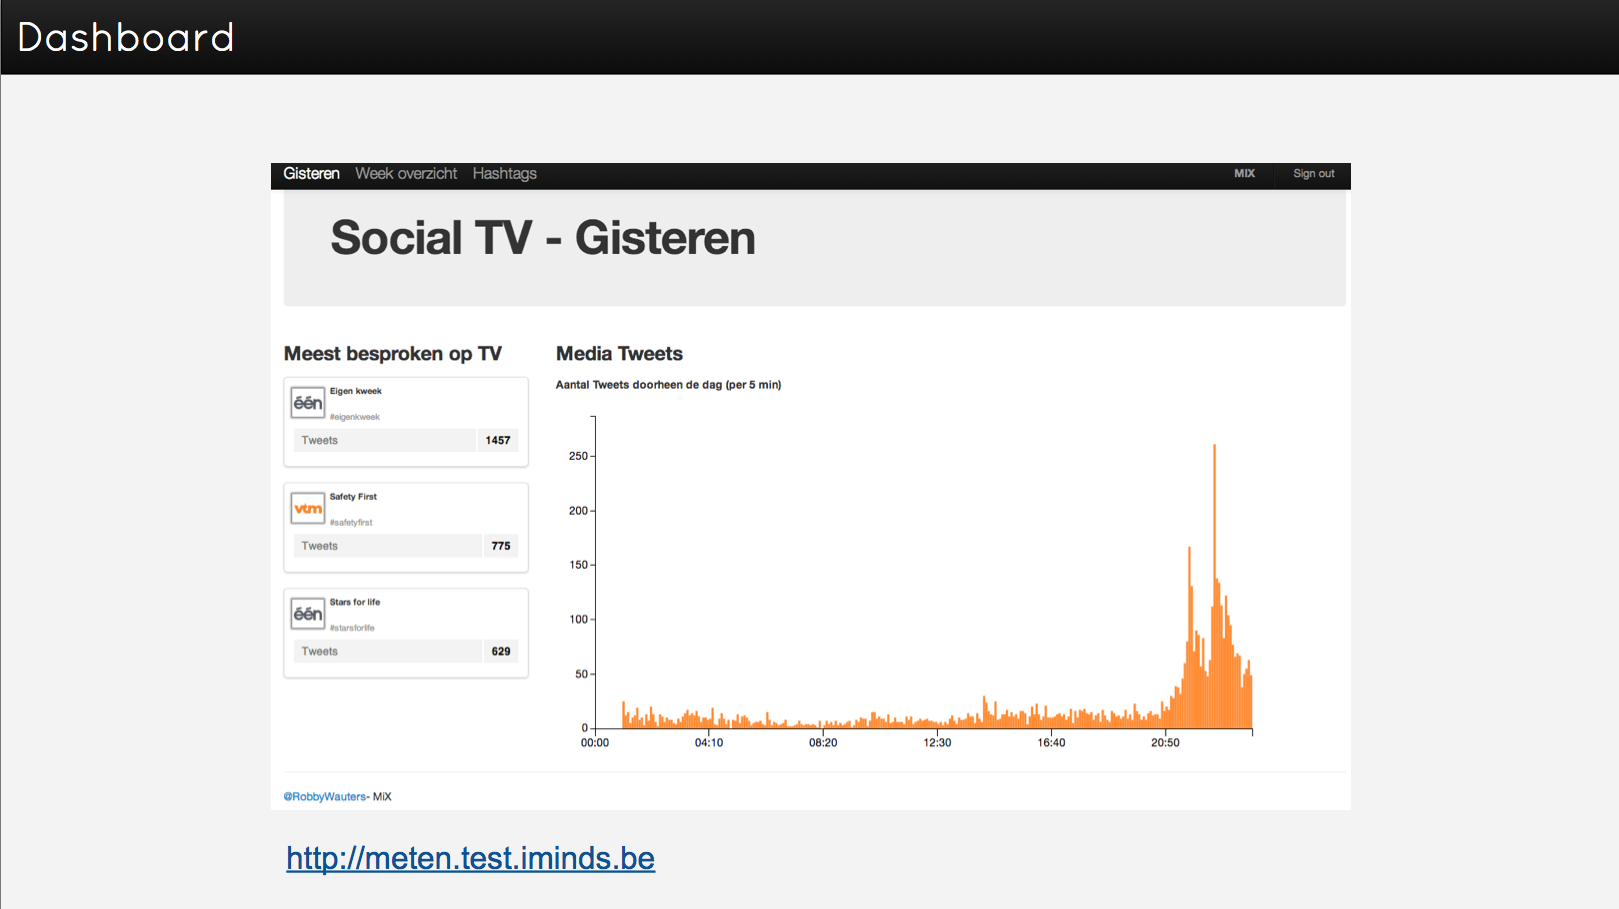 Dashboard
Gisteren Week overzicht Hashtags MIX Sign out
Social TV - Gisteren
Meest besproken op TV
één
Eigen kweek
#eigenkweek
Tweets 1457
vtm
Safety First
#safetyfirst
Tweets 775
één
Stars for life
#starsforlife
Tweets 629
Media Tweets
Aantal Tweets doorheen de dag (per 5 min)
250
200
150
100
50
0
00:00 04:10 08:20 12:30 16:40 20:50
@RobbyWauters- MiX
http://meten.test.iminds.be